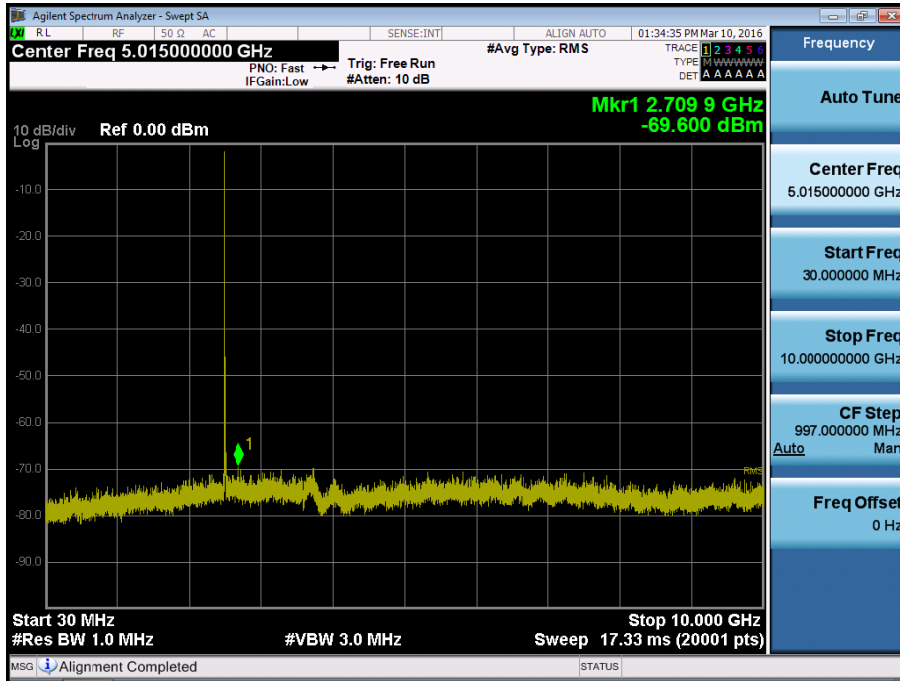 Agilent Spectrum Analyzer - Swept SA
LXI RL RF 50 Ω AC SENSE:INT ALIGN AUTO 01:34:35 PM Mar 10, 2016
Center Freq 5.015000000 GHz
PNO: Fast
IFGain:Low
Trig: Free Run
#Atten: 10 dB
#Avg Type: RMS
TRACE 1 2 3 4 5 6
TYPE M WWWWW
DET A A A A A A
Mkr1 2.709 9 GHz
-69.600 dBm
10 dB/div Ref 0.00 dBm
Log
-10.0
-20.0
-30.0
-40.0
-50.0
-60.0
-70.0
-80.0
-90.0
1
RMS
Start 30 MHz Stop 10.000 GHz
#Res BW 1.0 MHz #VBW 3.0 MHz Sweep 17.33 ms (20001 pts)
MSG Alignment Completed STATUS
Frequency
Auto Tune
Center Freq
5.015000000 GHz
Start Freq
30.000000 MHz
Stop Freq
10.000000000 GHz
CF Step
997.000000 MHz
Auto Man
Freq Offset
0 Hz